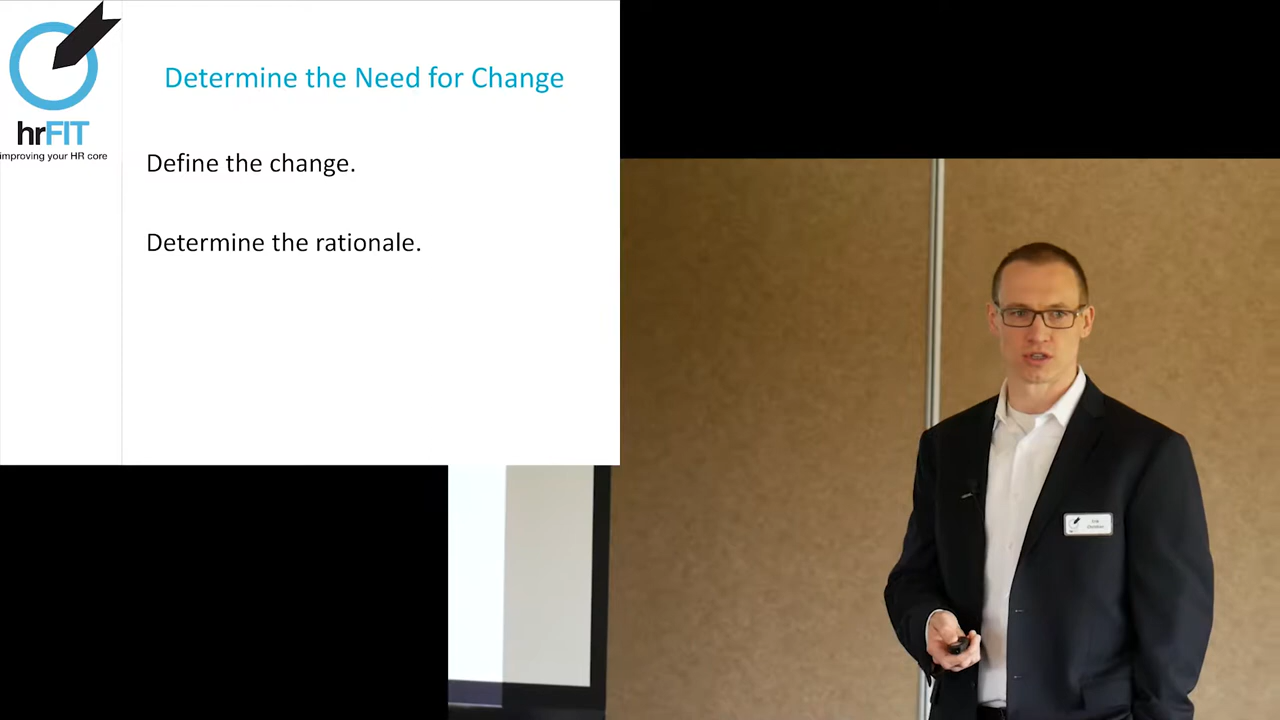 hrFIT
improving your HR core
Determine the Need for Change
Define the change.
Determine the rationale.